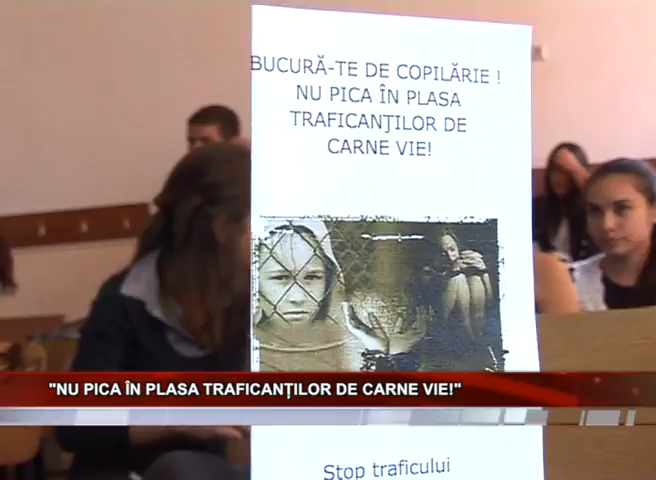 BUCURĂ-TE DE COPILĂRIE !
NU PICA ÎN PLASA
TRAFICANŢILOR DE
CARNE VIE!
"NU PICA ÎN PLASA TRAFICANȚILOR DE CARNE VIE!"
Stop traficului